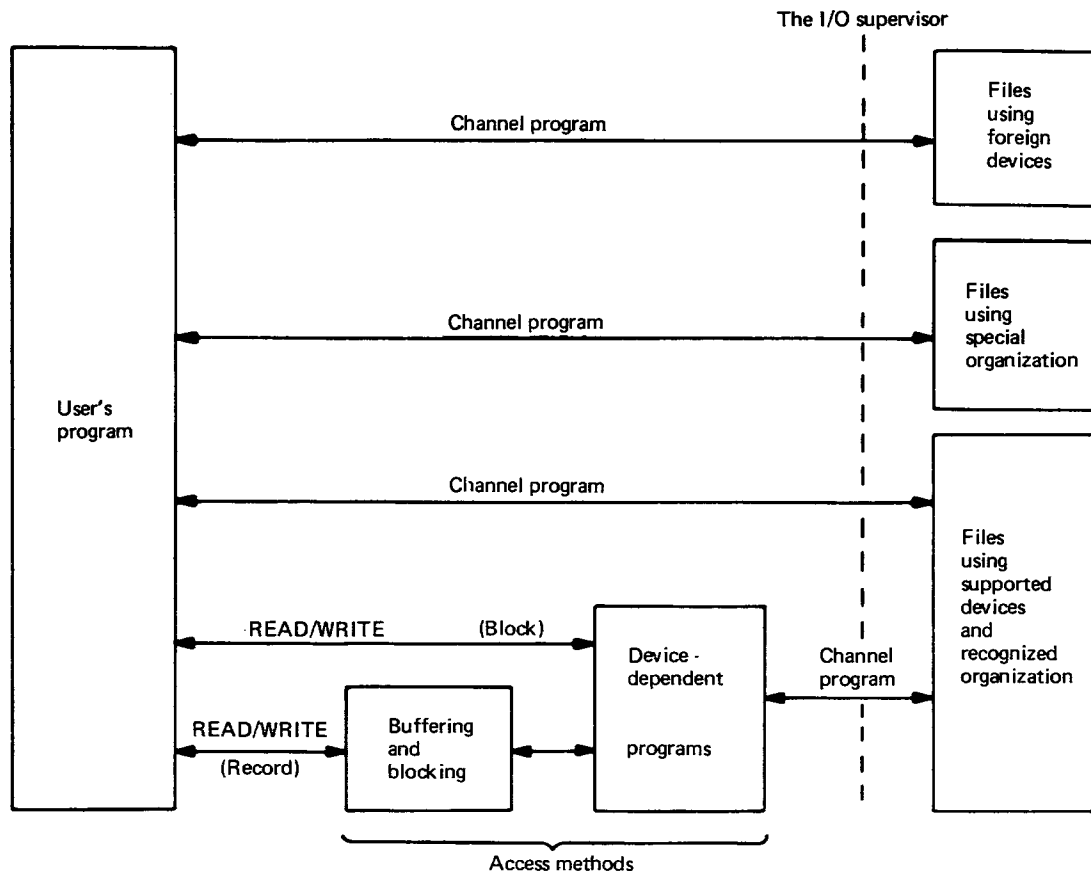 The I/O supervisor
Files
using
foreign
devices
Channel program
Files
using
special
organization
Channel program
User's
program
Channel program
Files
using
supported
devices
and
recognized
organization
READ/WRITE (Block)
Device -
dependent
programs
Channel
program
READ/WRITE
(Record)
Buffering
and
blocking
Access methods